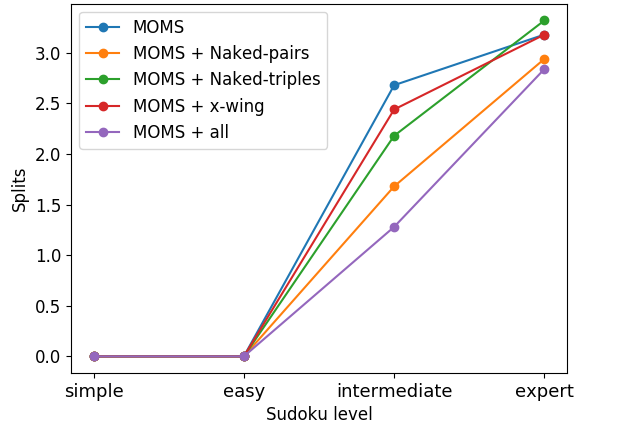 MOMS
MOMS + Naked-pairs
MOMS + Naked-triples
MOMS + x-wing
MOMS + all
3.0
2.5
2.0
1.5
1.0
0.5
0.0
Splits
simple easy intermediate expert
Sudoku level